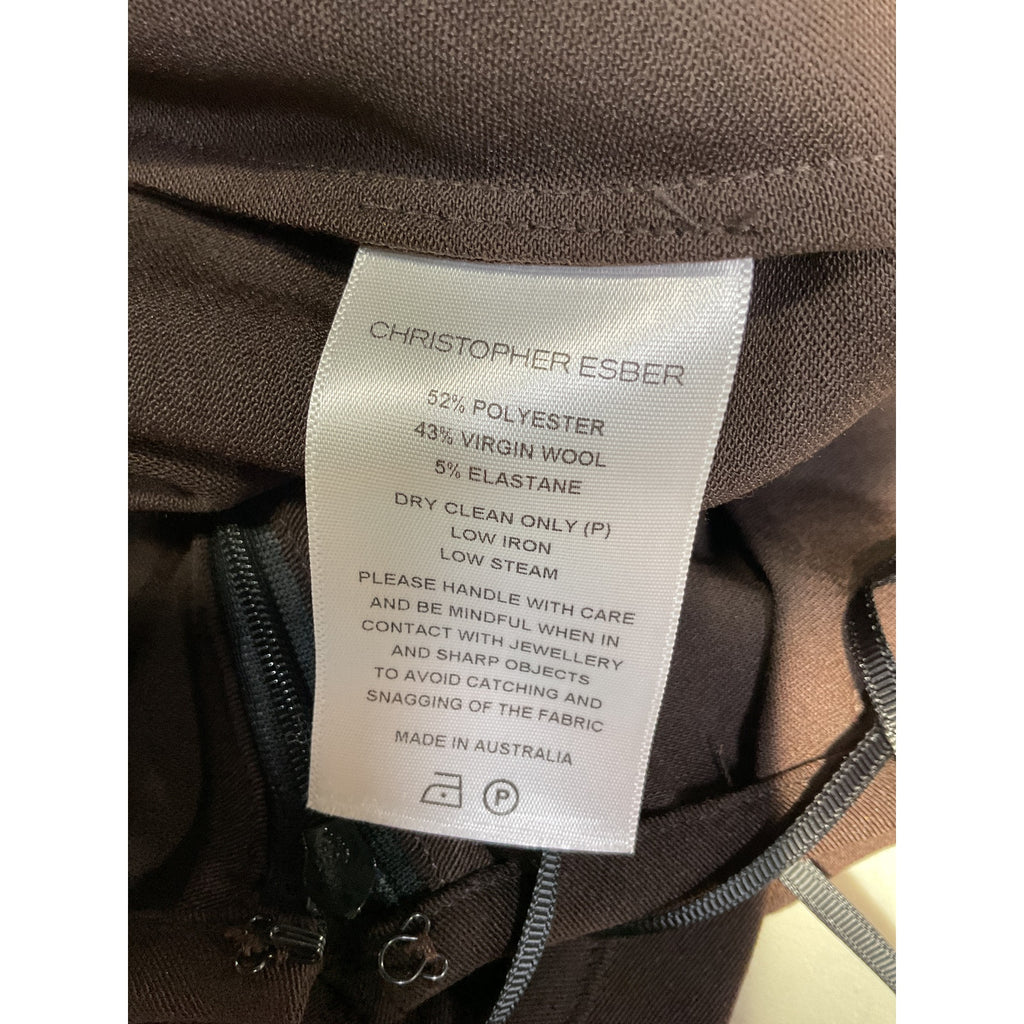 CHRISTOPHER ESBER
52% POLYESTER
43% VIRGIN WOOL
5% ELASTANE
DRY CLEAN ONLY (P)
LOW IRON
LOW STEAM
PLEASE HANDLE WITH CARE
AND BE MINDFUL WHEN IN
CONTACT WITH JEWELLERY
AND SHARP OBJECTS
TO AVOID CATCHING AND
SNAGGING OF THE FABRIC
MADE IN AUSTRALIA
P